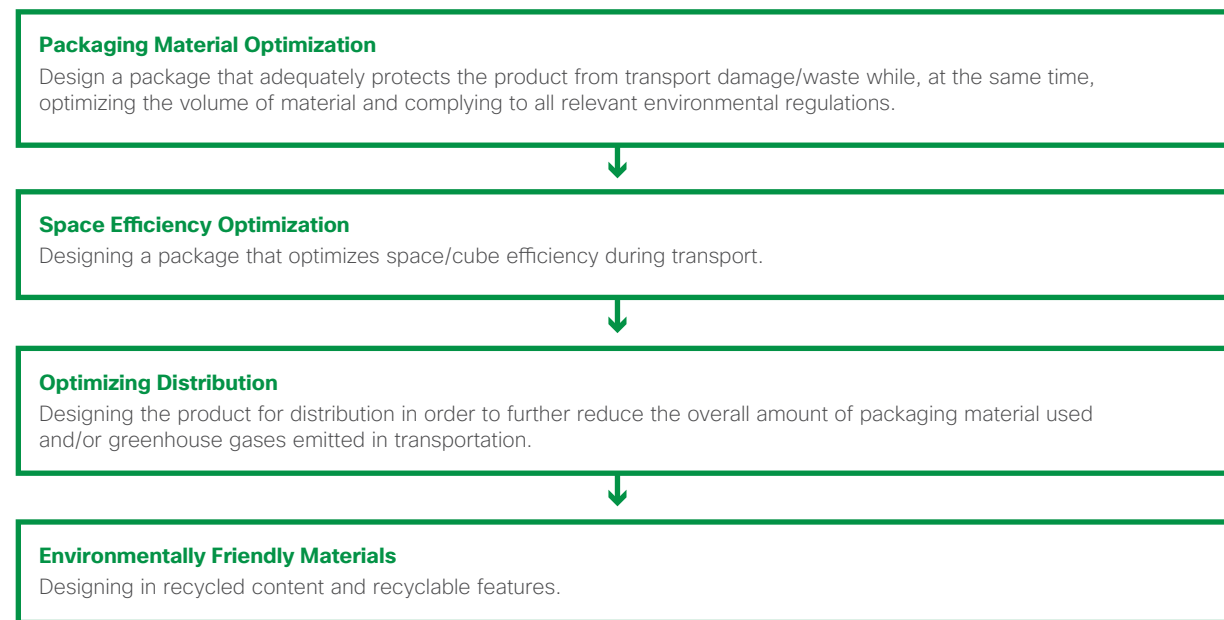 Packaging Material Optimization
Design a package that adequately protects the product from transport damage/waste while, at the same time,
optimizing the volume of material and complying to all relevant environmental regulations.
Space Efficiency Optimization
Designing a package that optimizes space/cube efficiency during transport.
Optimizing Distribution
Designing the product for distribution in order to further reduce the overall amount of packaging material used
and/or greenhouse gases emitted in transportation.
Environmentally Friendly Materials
Designing in recycled content and recyclable features.